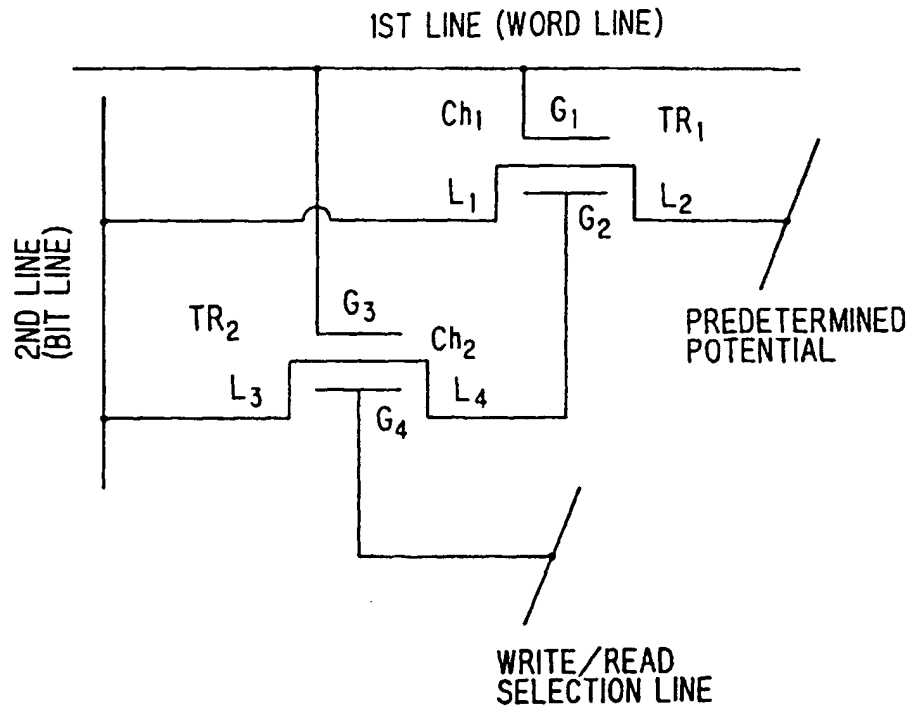 1ST LINE (WORD LINE)
Ch1 G1 TR1
L1 G2 L2
2ND LINE
(BIT LINE)
TR2 G3 Ch2
PREDETERMINED
POTENTIAL
L3 G4 L4
WRITE/READ
SELECTION LINE